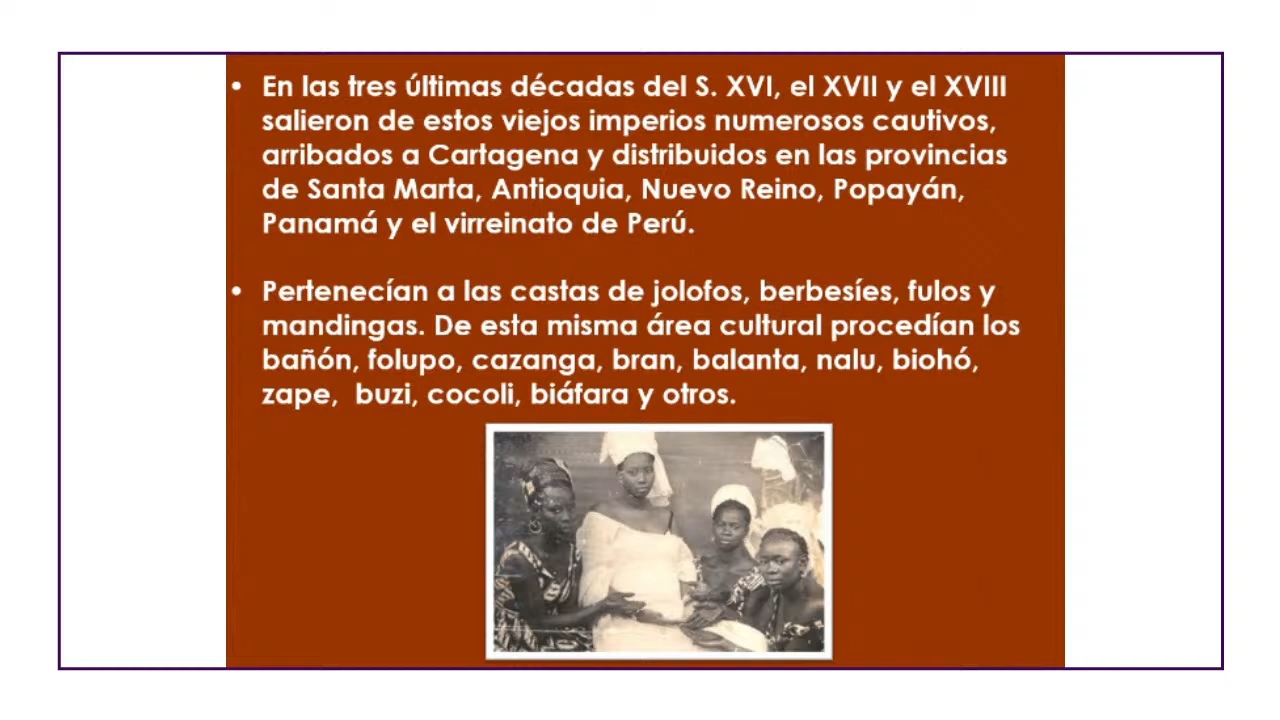 • En las tres últimas décadas del S. XVI, el XVII y el XVIII
salieron de estos viejos imperios numerosos cautivos,
arribados a Cartagena y distribuidos en las provincias
de Santa Marta, Antioquia, Nuevo Reino, Popayán,
Panamá y el virreinato de Perú.
• Pertenecían a las castas de jolofos, berbesíes, fulos y
mandingas. De esta misma área cultural procedían los
bañón, folupo, cazanga, bran, balanta, nalu, biohó,
zape,  buzi, cocoli, biáfara y otros.